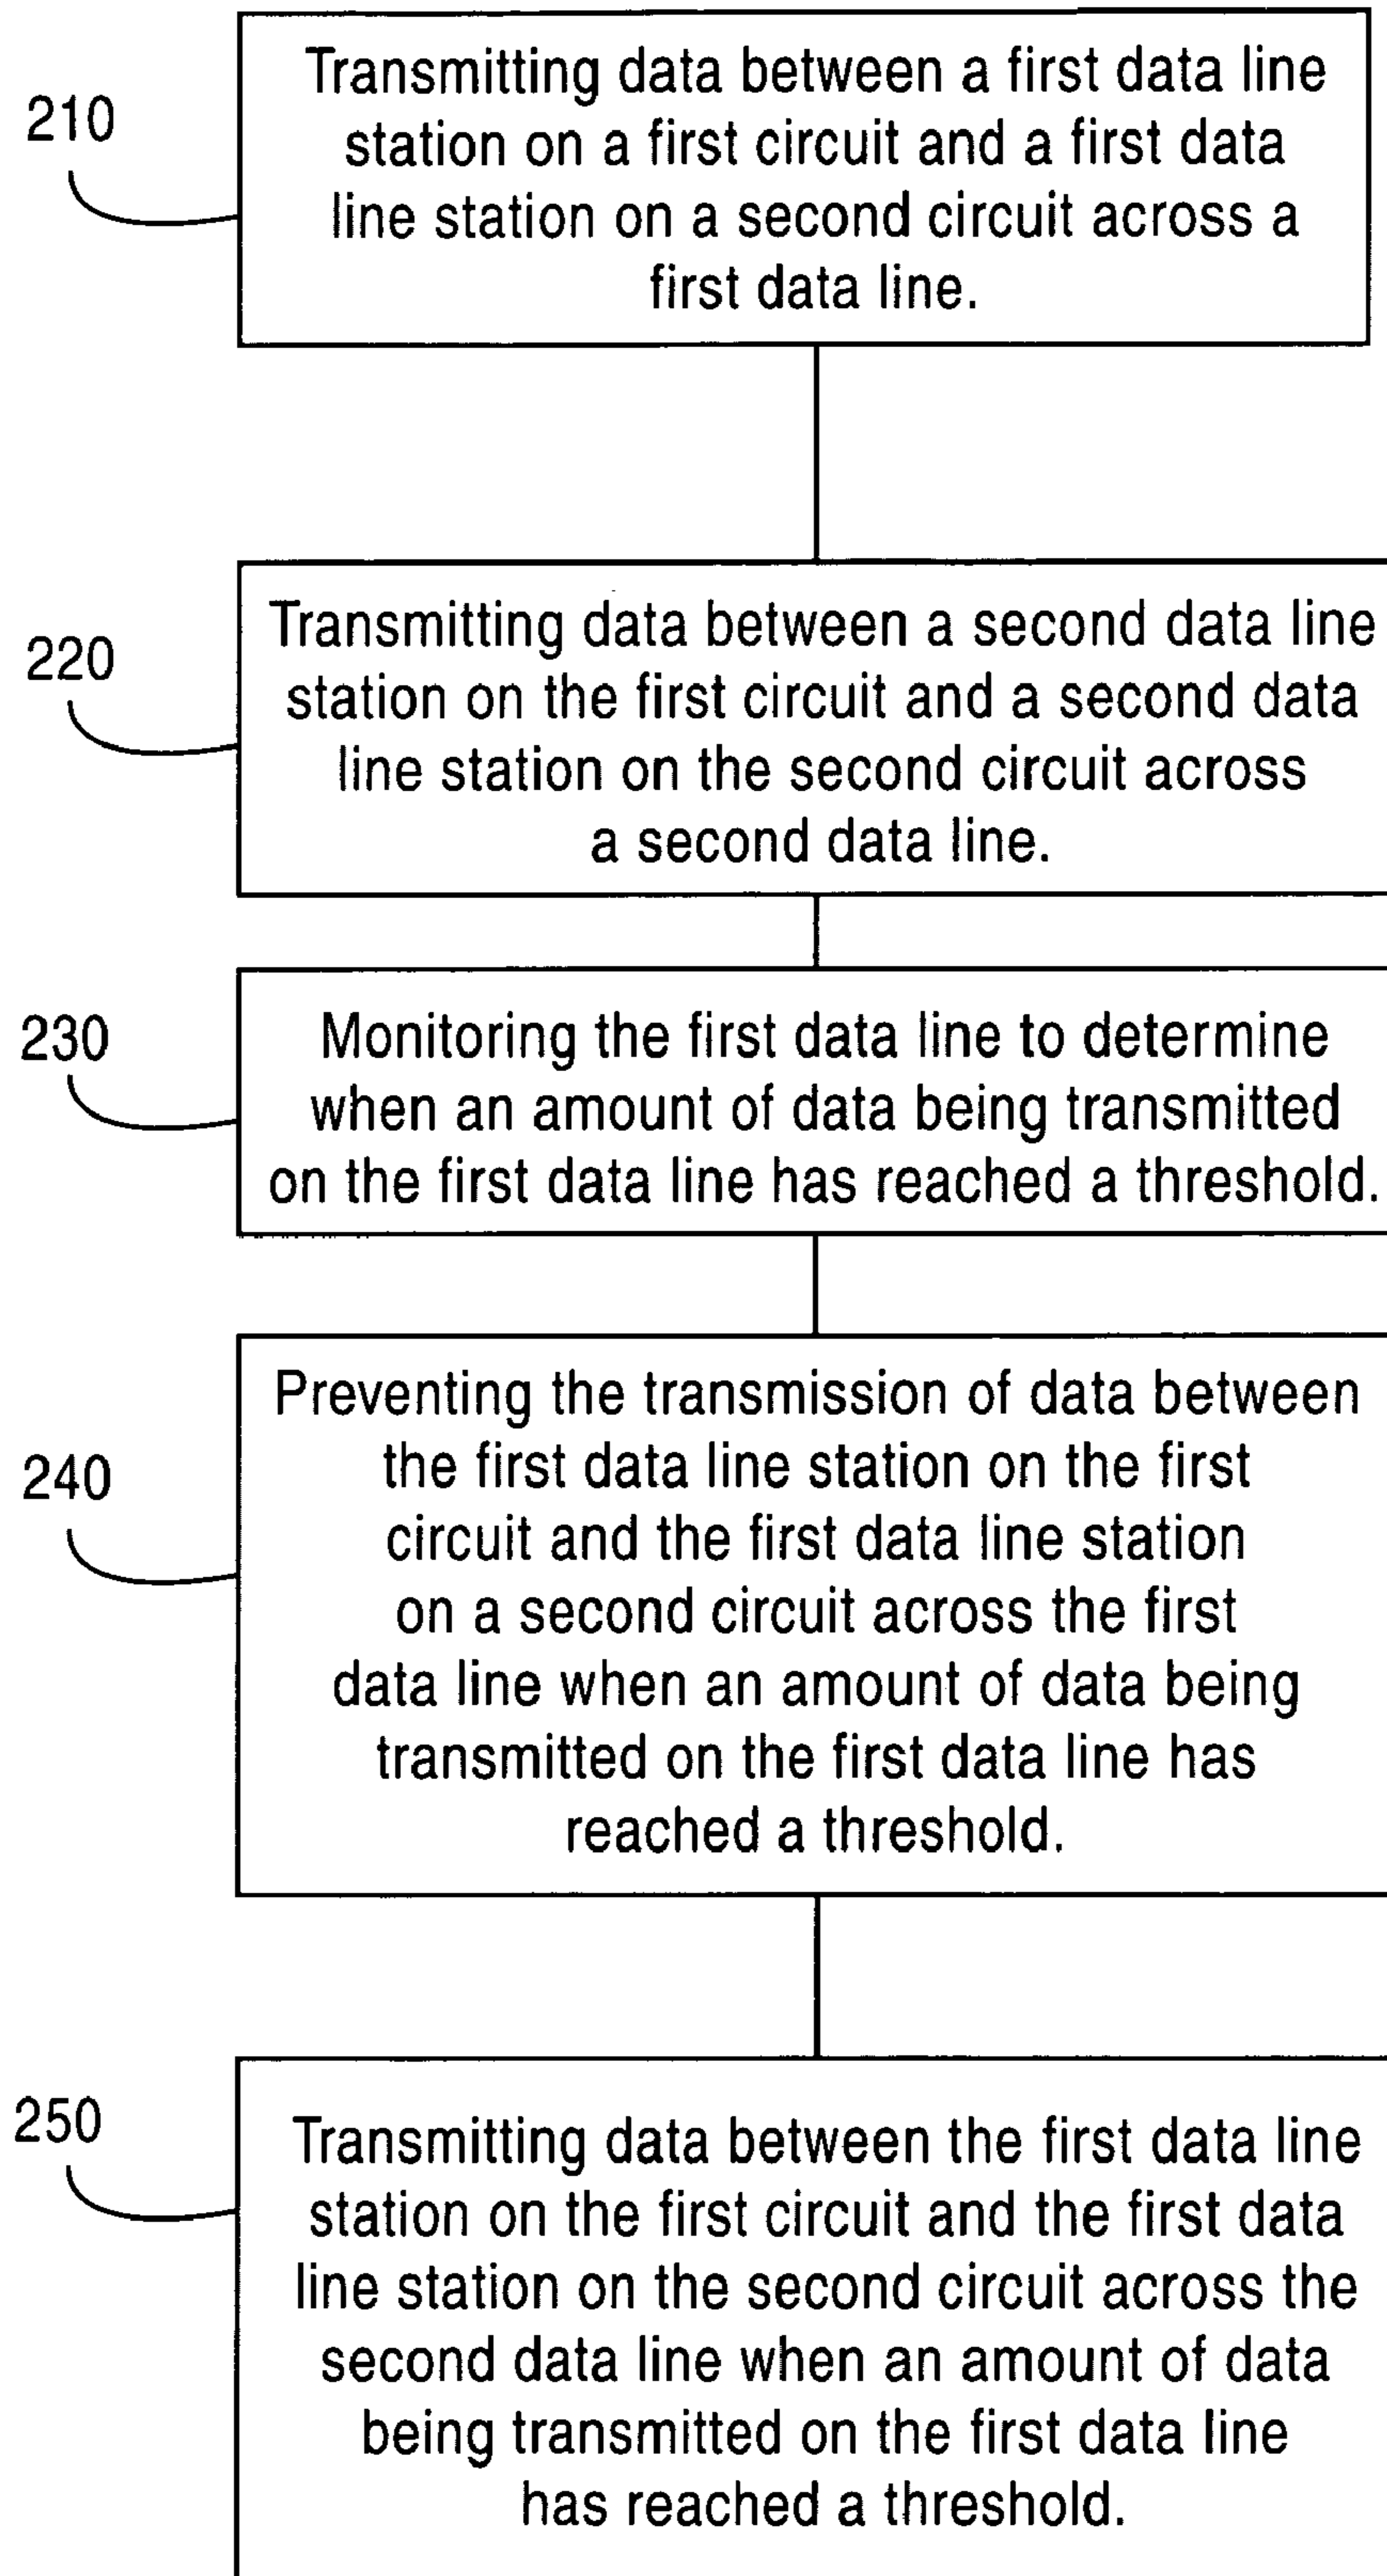 210
Transmitting data between a first data line
station on a first circuit and a first data
line station on a second circuit across a
first data line.
220
Transmitting data between a second data line
station on the first circuit and a second data
line station on the second circuit across
a second data line.
230
Monitoring the first data line to determine
when an amount of data being transmitted
on the first data line has reached a threshold.
240
Preventing the transmission of data between
the first data line station on the first
circuit and the first data line station
on a second circuit across the first
data line when an amount of data being
transmitted on the first data line has
reached a threshold.
250
Transmitting data between the first data line
station on the first circuit and the first data
line station on the second circuit across the
second data line when an amount of data
being transmitted on the first data line
has reached a threshold.